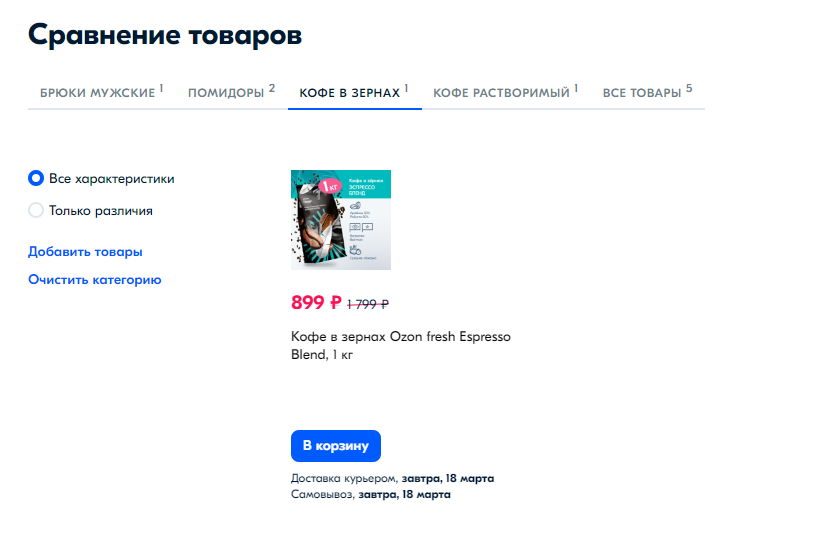 Сравнение товаров
БРЮКИ МУЖСКИЕ 1
ПОМИДОРЫ 2
КОФЕ В ЗЕРНАХ 1
КОФЕ РАСТВОРИМЫЙ 1
ВСЕ ТОВАРЫ 5
Все характеристики
Только различия
Добавить товары
Очистить категорию
1 кг
Кофе в зёрнах
ЭСПРЕССО
БЛЕНД
899 ₽ 1 799 ₽
Кофе в зернах Ozon fresh Espresso
Blend, 1 кг
В корзину
Доставка курьером, завтра, 18 марта
Самовывоз, завтра, 18 марта